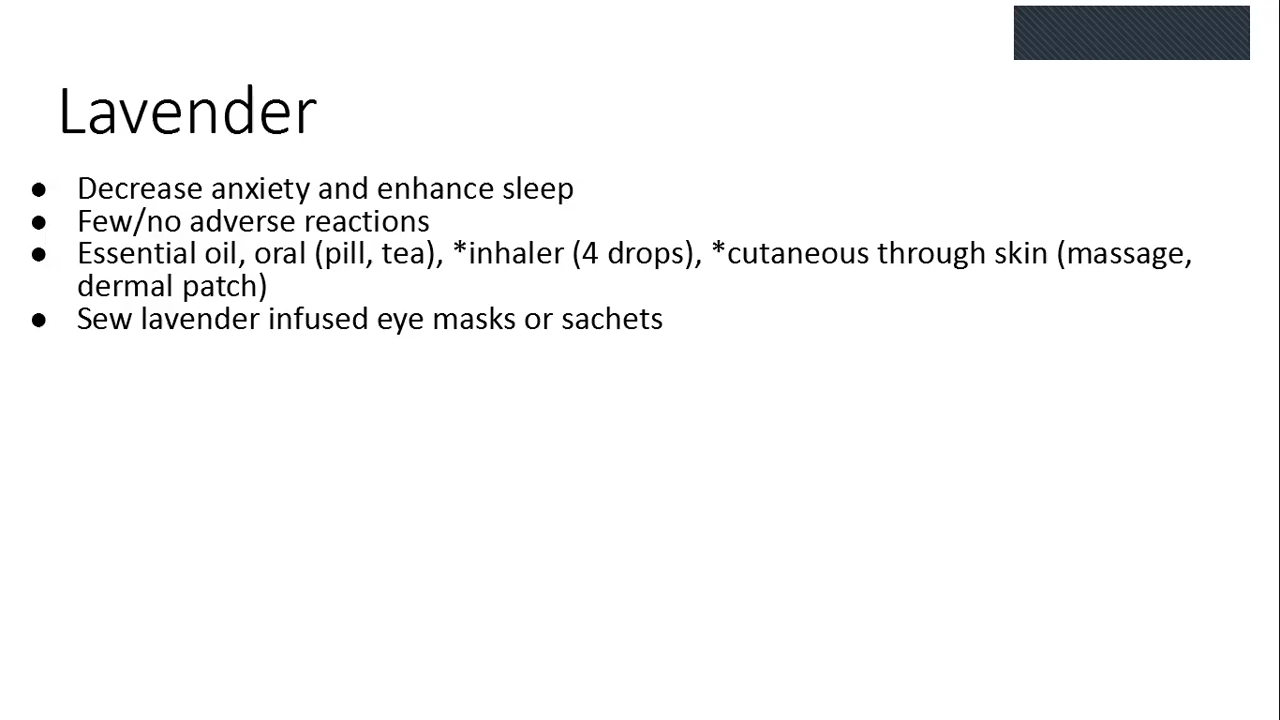 Lavender
● Decrease anxiety and enhance sleep
● Few/no adverse reactions
● Essential oil, oral (pill, tea), *inhaler (4 drops), *cutaneous through skin (massage,
dermal patch)
● Sew lavender infused eye masks or sachets